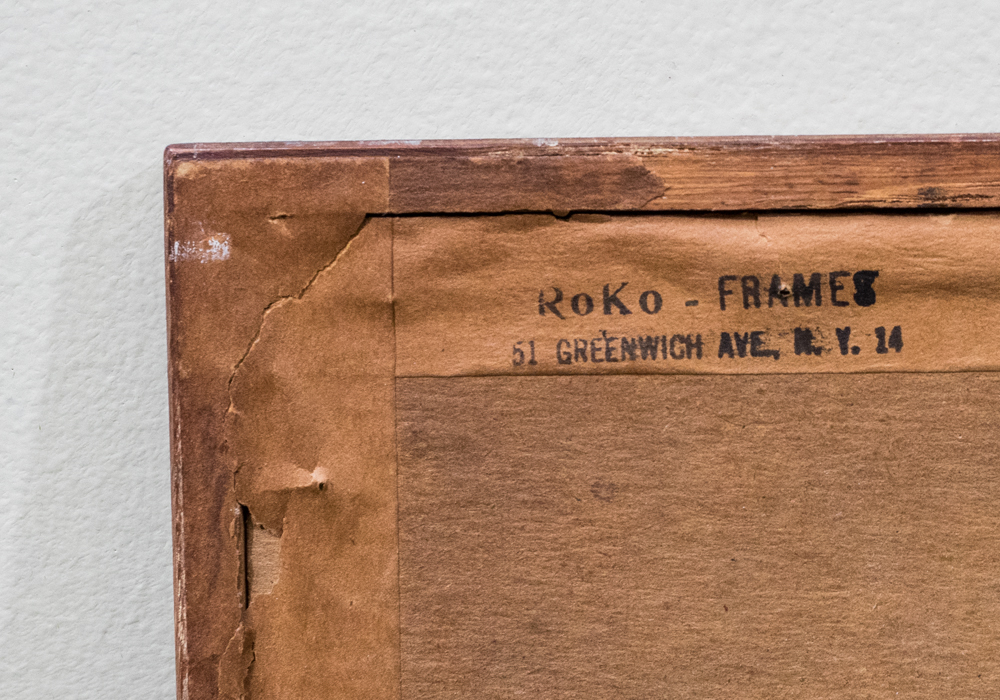 RoKo - FRAMES
51 GREENWICH AVE, N. Y. 14